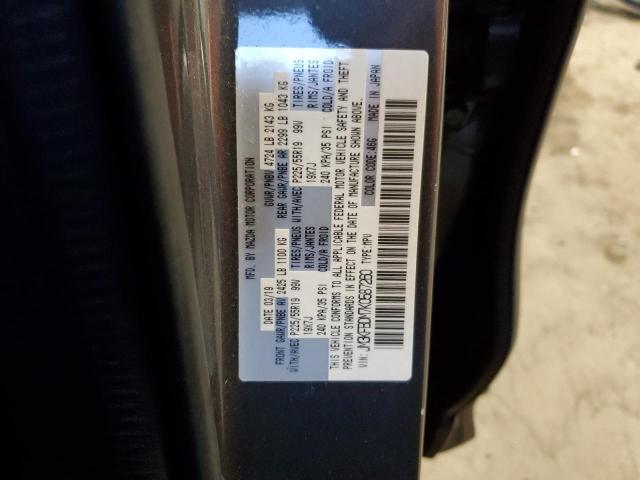 MFD. BY MAZDA MOTOR CORPORATION
DATE 03/19 GVWR/PNBV 4724 LB 2143 KG
FRONT GAWR/PNBE AV 2425 LB 1100 KG REAR GAWR/PNBE AR 2299 LB 1043 KG
TIRES/PNEUS TIRES/PNEUS
WITH/AVEC P225/55R19 99V WITH/AVEC P225/55R19 99V
RIMS/JANTES 19X7J RIMS/JANTES 19X7J
COLD/A FROID 240 KPA/35 PSI COLD/A FROID 240 KPA/35 PSI
THIS VEHICLE CONFORMS TO ALL APPLICABLE FEDERAL MOTOR VEHICLE SAFETY AND THEFT
PREVENTION STANDARDS IN EFFECT ON THE DATE OF MANUFACTURE SHOWN ABOVE.
VIN: JM3KFBDM7K0587260 TYPE:MPV COLOR CODE:46G MADE IN JAPAN